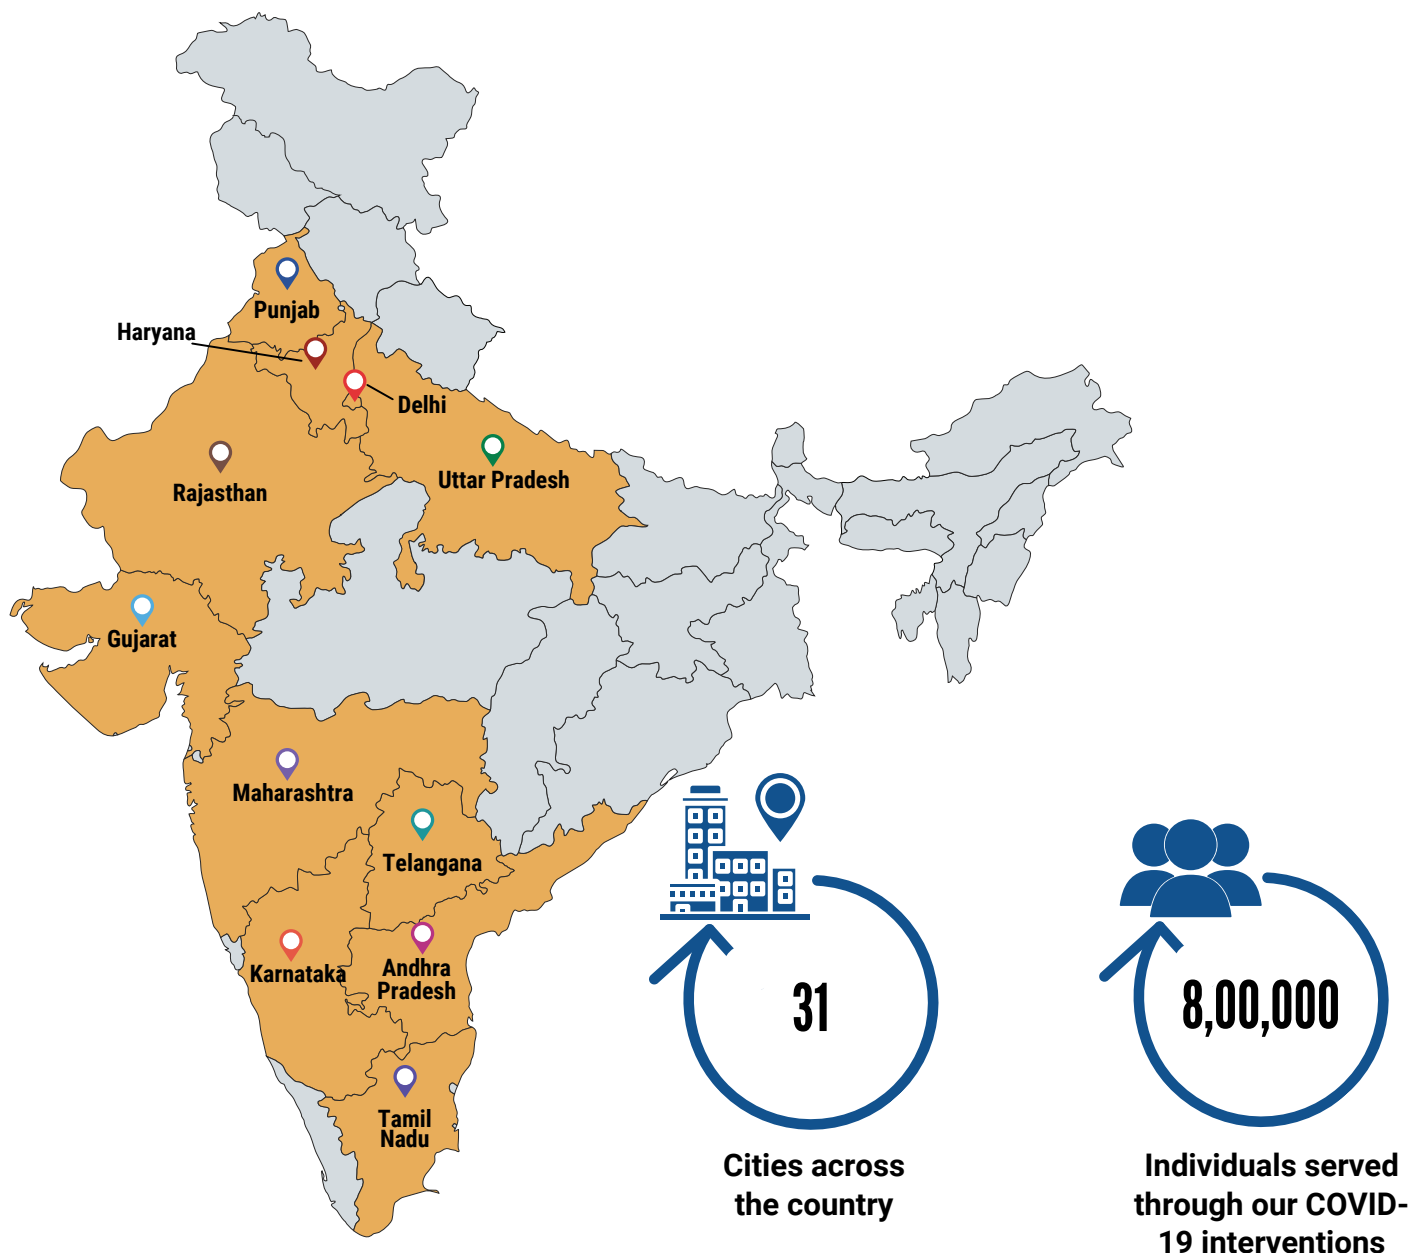 Punjab
Haryana
Delhi
Uttar Pradesh
Rajasthan
Gujarat
Maharashtra
Telangana
Karnataka
Andhra
Pradesh
Tamil
Nadu
31
Cities across
the country
8,00,000
Individuals served
through our COVID-
19 interventions